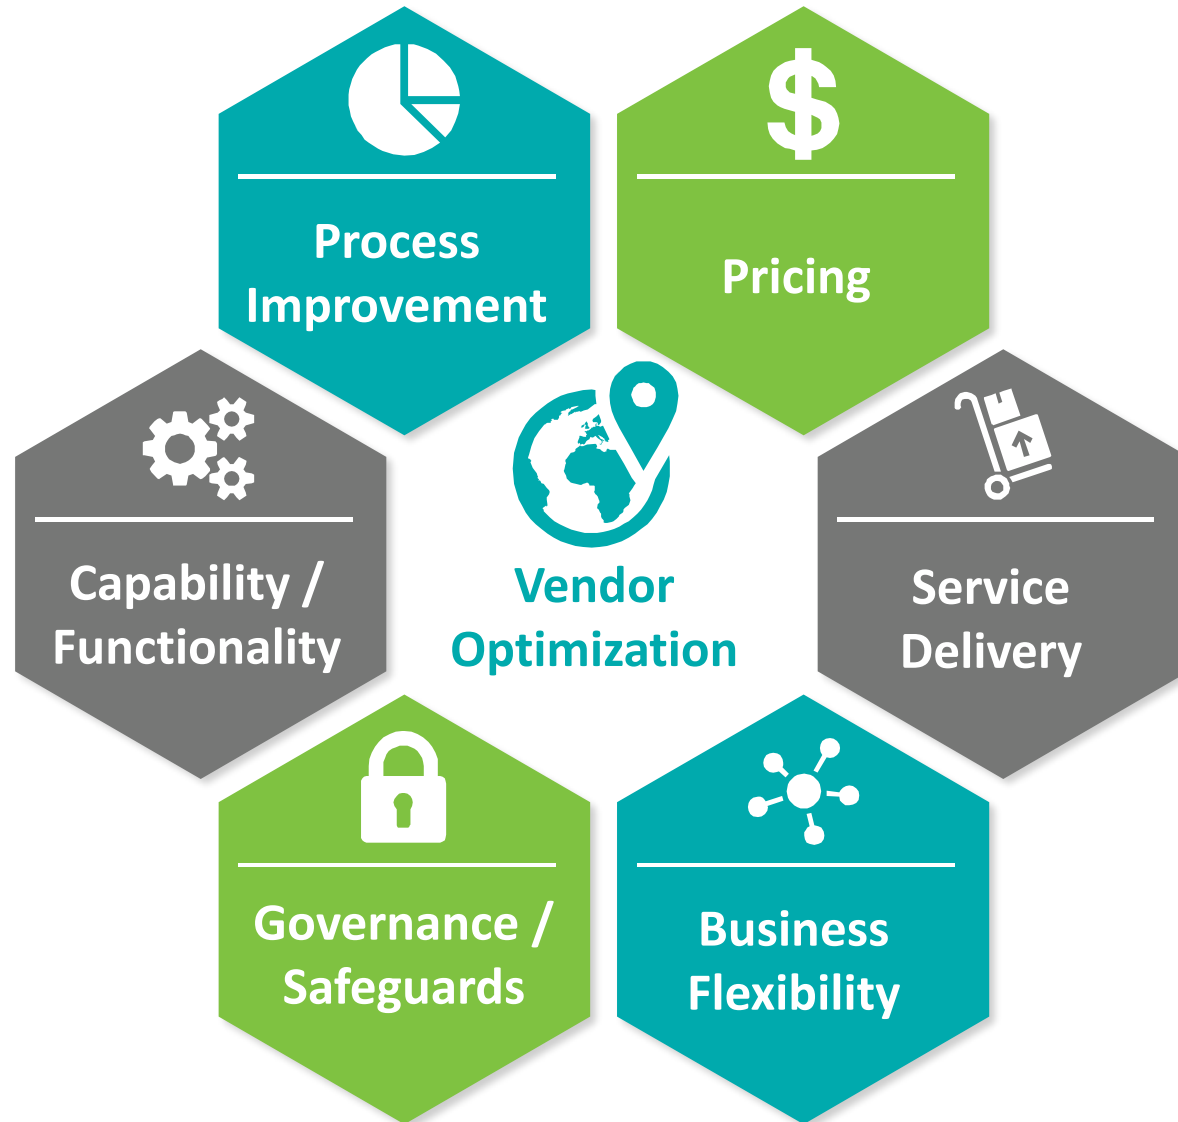 Process
Improvement
$
Pricing
Capability /
Functionality
Vendor
Optimization
Service
Delivery
Governance /
Safeguards
Business
Flexibility